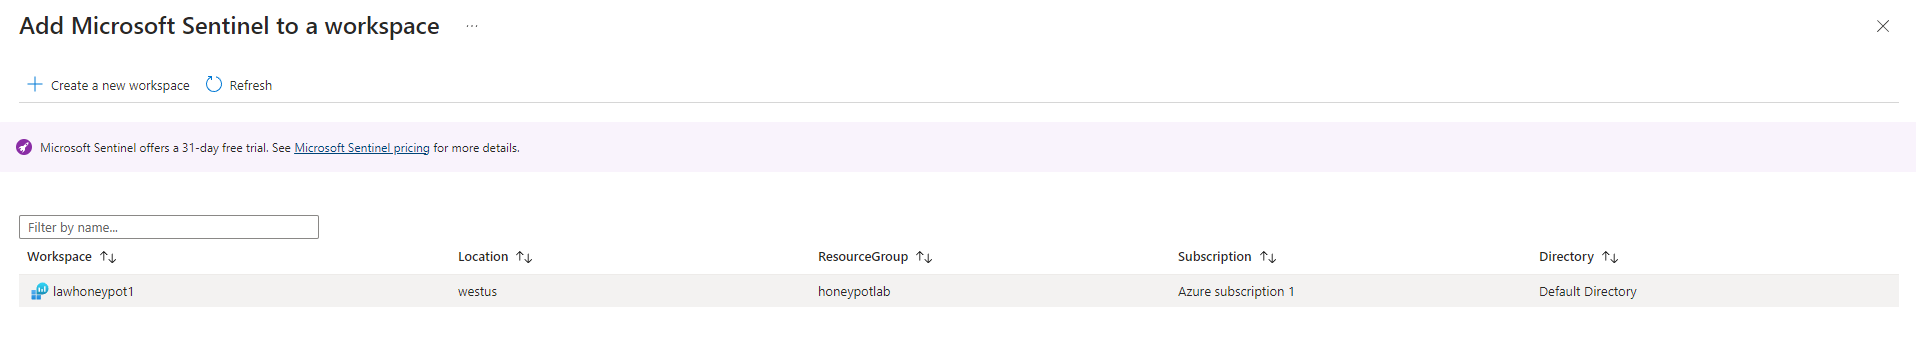 Add Microsoft Sentinel to a workspace ...
Create a new workspace Refresh
Microsoft Sentinel offers a 31-day free trial. See Microsoft Sentinel pricing for more details.
Filter by name...
Workspace Location ResourceGroup Subscription Directory
lawhoneypot1 westus honeypotlab Azure subscription 1 Default Directory